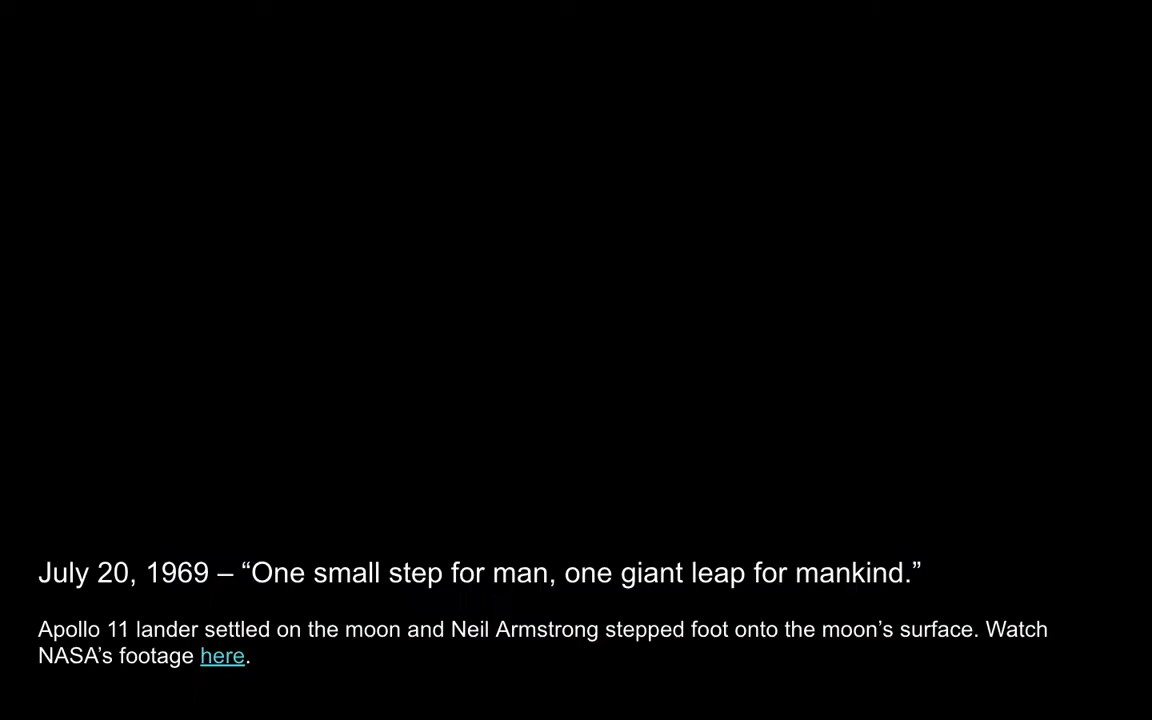 July 20, 1969 – “One small step for man, one giant leap for mankind.”
Apollo 11 lander settled on the moon and Neil Armstrong stepped foot onto the moon’s surface. Watch
NASA’s footage here.